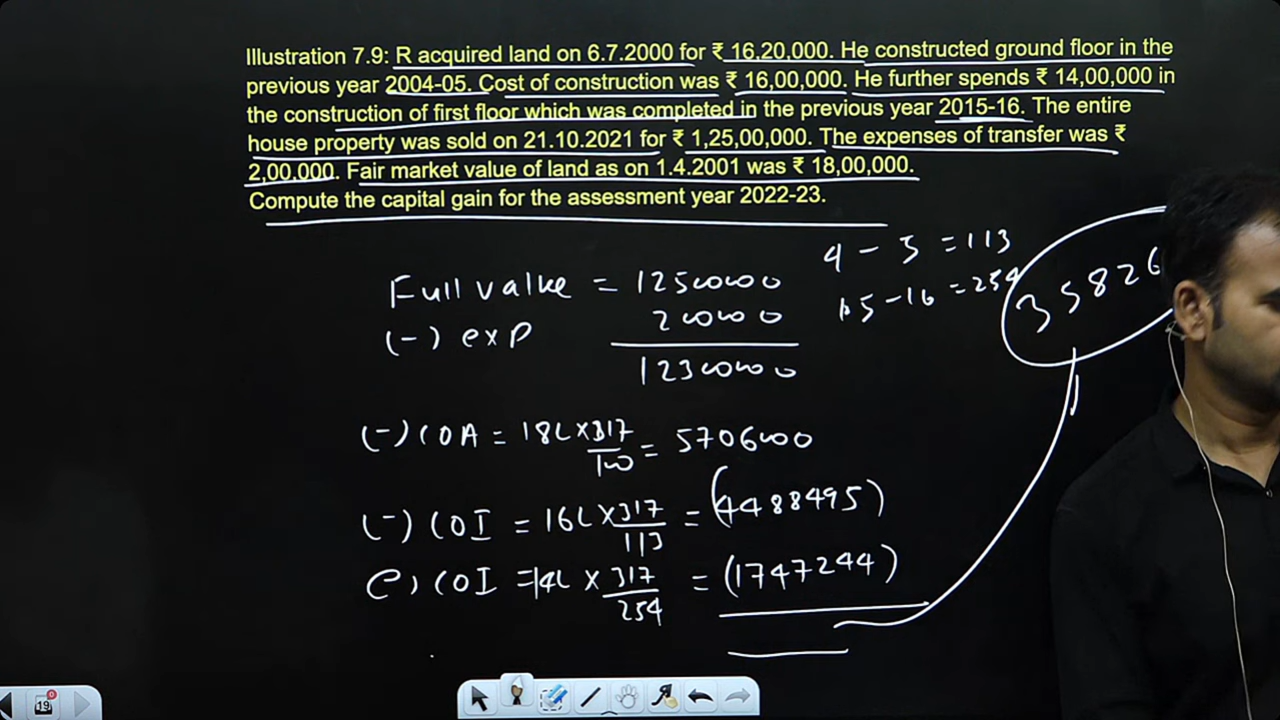 Illustration 7.9: R acquired land on 6.7.2000 for ₹ 16,20,000. He constructed ground floor in the
previous year 2004-05. Cost of construction was ₹ 16,00,000. He further spends ₹ 14,00,000 in
the construction of first floor which was completed in the previous year 2015-16. The entire
house property was sold on 21.10.2021 for ₹ 1,25,00,000. The expenses of transfer was ₹
2,00,000. Fair market value of land as on 1.4.2001 was ₹ 18,00,000.
Compute the capital gain for the assessment year 2022-23.
4 - 5 = 113
15-16 = 254
35826
Full value = 12500000
(-) exp 200000
12300000
(-) COA = 18L × 317/100 = 5706000
(-) COI = 16L × 317/113 = (4488495)
(-) COI = 14L × 317/254 = (1747244)
19
0